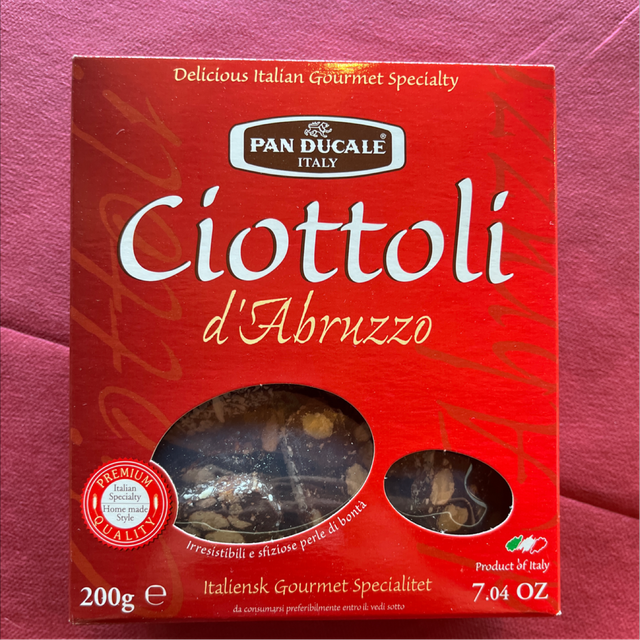 Delicious Italian Gourmet Specialty
PAN DUCALE®
ITALY
Ciottoli
d'Abruzzo
PREMIUM
Italian
Specialty
Home made
Style
QUALITY
Irresistibili e sfiziose perle di bontà
Product of Italy
200g ℮
Italiensk Gourmet Specialitet
7.04 OZ
da consumarsi preferibilmente entro il: vedi sotto